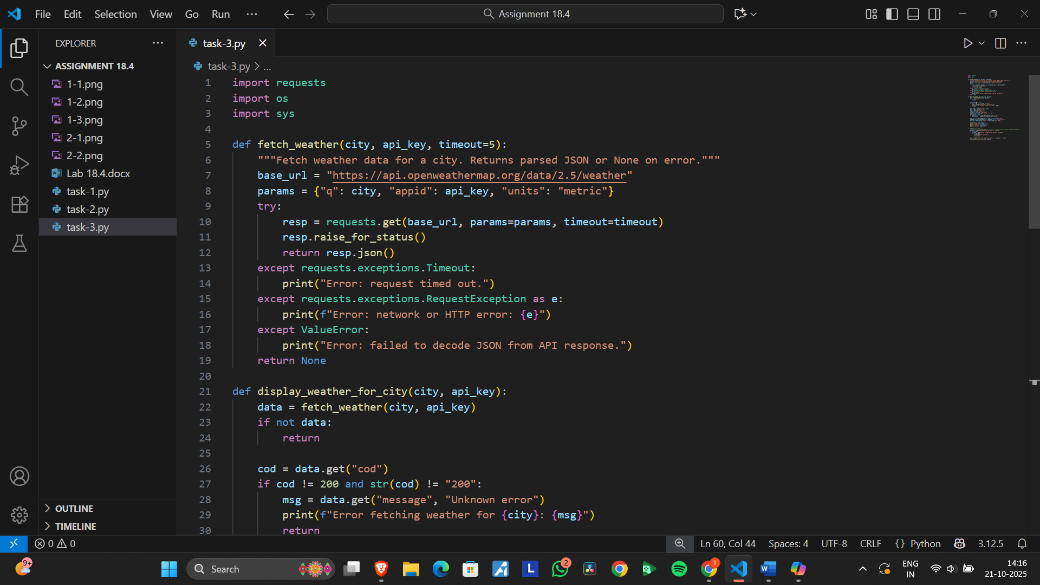 File Edit Selection View Go Run ... Assignment 18.4
EXPLORER
ASSIGNMENT 18.4
1-1.png
1-2.png
1-3.png
2-1.png
2-2.png
Lab 18.4.docx
task-1.py
task-2.py
task-3.py
OUTLINE
TIMELINE
task-3.py
task-3.py > ...
1 import requests
2 import os
3 import sys
4
5 def fetch_weather(city, api_key, timeout=5):
6 """Fetch weather data for a city. Returns parsed JSON or None on error."""
7 base_url = "https://api.openweathermap.org/data/2.5/weather"
8 params = {"q": city, "appid": api_key, "units": "metric"}
9 try:
10 resp = requests.get(base_url, params=params, timeout=timeout)
11 resp.raise_for_status()
12 return resp.json()
13 except requests.exceptions.Timeout:
14 print("Error: request timed out.")
15 except requests.exceptions.RequestException as e:
16 print(f"Error: network or HTTP error: {e}")
17 except ValueError:
18 print("Error: failed to decode JSON from API response.")
19 return None
20
21 def display_weather_for_city(city, api_key):
22 data = fetch_weather(city, api_key)
23 if not data:
24 return
25
26 cod = data.get("cod")
27 if cod != 200 and str(cod) != "200":
28 msg = data.get("message", "Unknown error")
29 print(f"Error fetching weather for {city}: {msg}")
30 return
0 0 Ln 60, Col 44 Spaces: 4 UTF-8 CRLF {} Python 3.12.5
9+ Search L 2 W ENG IN 14:16 21-10-2025